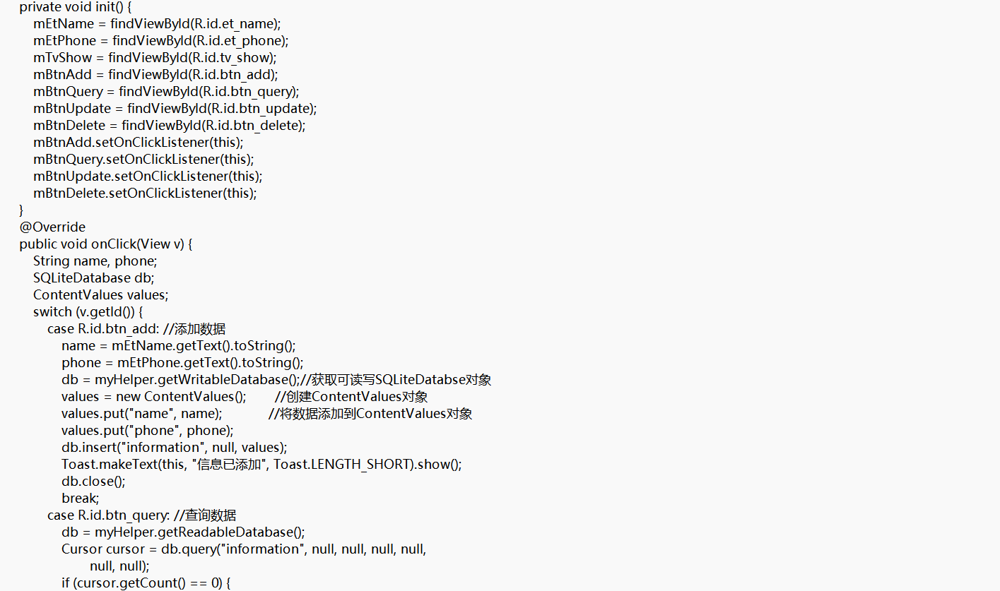 private void init() {
mEtName = findViewById(R.id.et_name);
mEtPhone = findViewById(R.id.et_phone);
mTvShow = findViewById(R.id.tv_show);
mBtnAdd = findViewById(R.id.btn_add);
mBtnQuery = findViewById(R.id.btn_query);
mBtnUpdate = findViewById(R.id.btn_update);
mBtnDelete = findViewById(R.id.btn_delete);
mBtnAdd.setOnClickListener(this);
mBtnQuery.setOnClickListener(this);
mBtnUpdate.setOnClickListener(this);
mBtnDelete.setOnClickListener(this);
}
@Override
public void onClick(View v) {
String name, phone;
SQLiteDatabase db;
ContentValues values;
switch (v.getId()) {
case R.id.btn_add: //添加数据
name = mEtName.getText().toString();
phone = mEtPhone.getText().toString();
db = myHelper.getWritableDatabase();//获取可读写SQLiteDatabse对象
values = new ContentValues(); //创建ContentValues对象
values.put("name", name); //将数据添加到ContentValues对象
values.put("phone", phone);
db.insert("information", null, values);
Toast.makeText(this, "信息已添加", Toast.LENGTH_SHORT).show();
db.close();
break;
case R.id.btn_query: //查询数据
db = myHelper.getReadableDatabase();
Cursor cursor = db.query("information", null, null, null, null,
null, null);
if (cursor.getCount() == 0) {